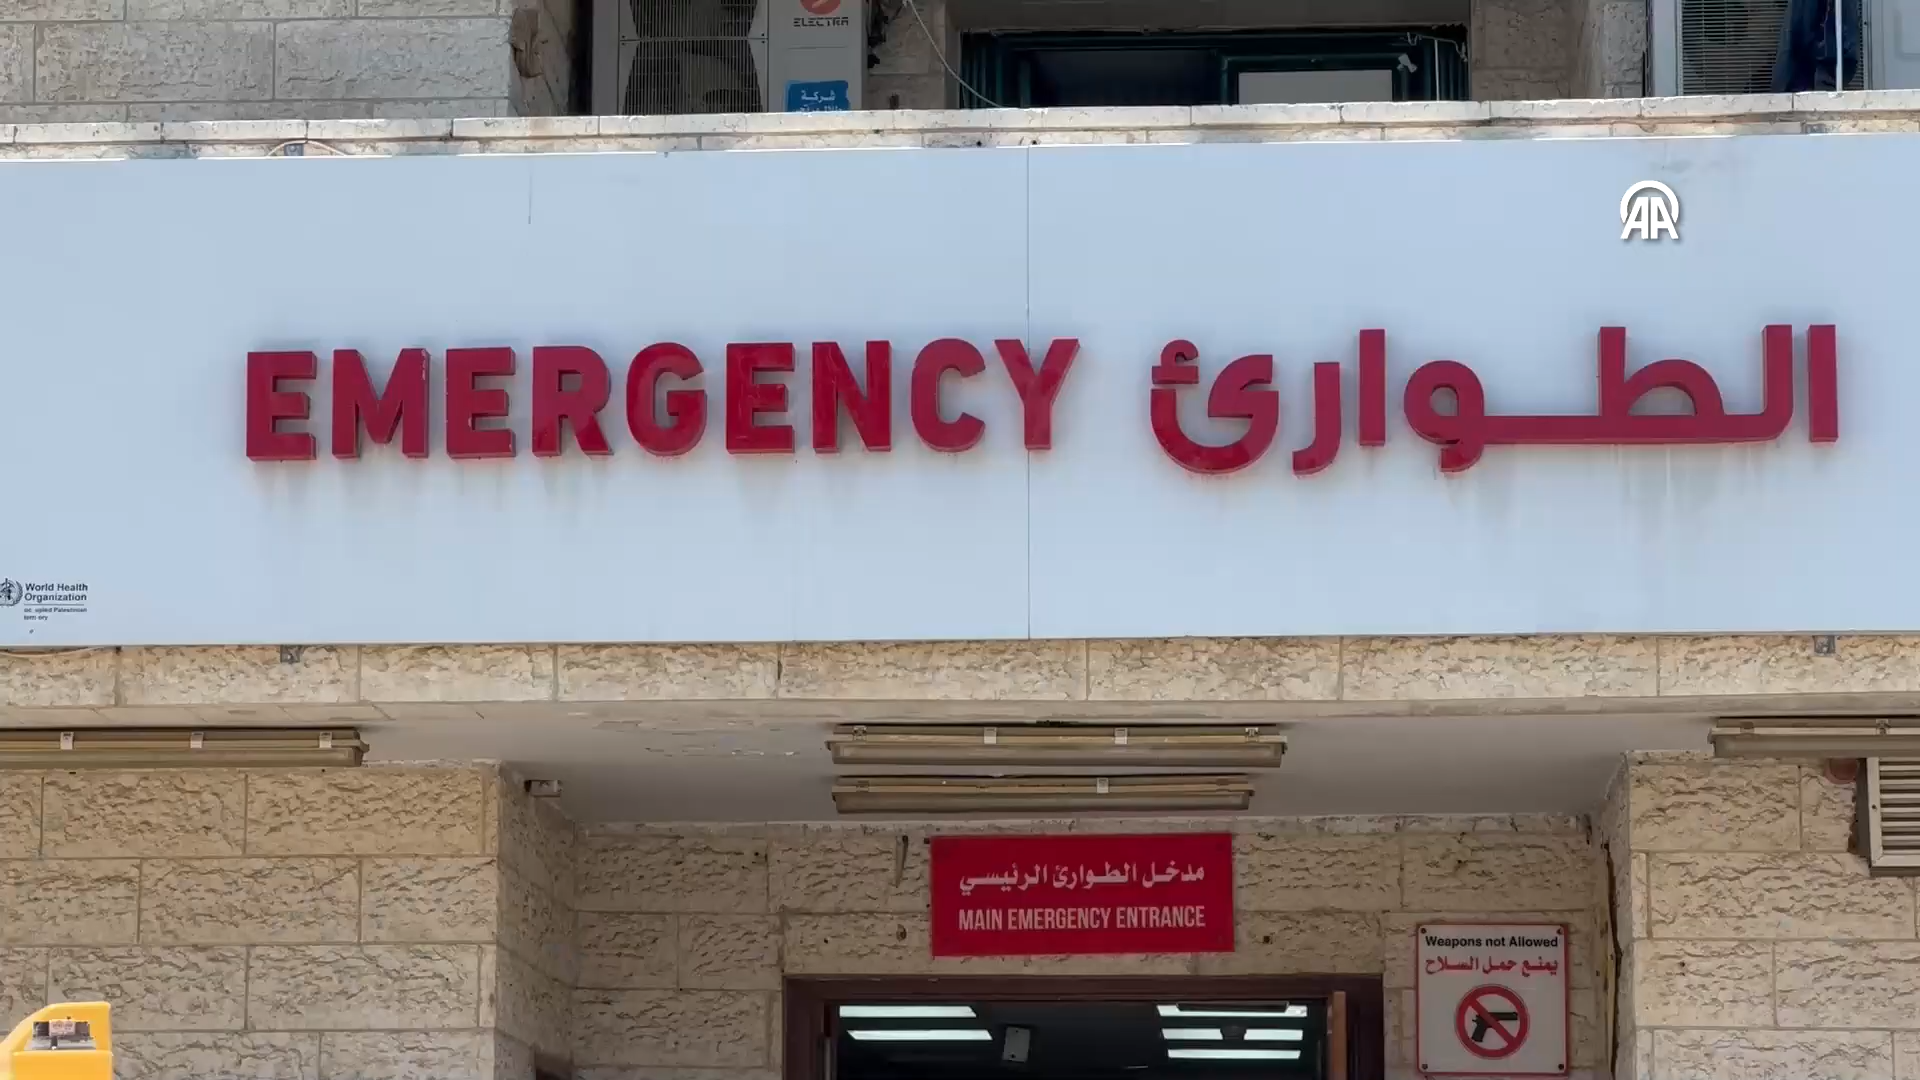 ELECTRA
شركة
AA
EMERGENCY الطوارئ
World Health
Organization
مدخل الطوارئ الرئيسي
MAIN EMERGENCY ENTRANCE
Weapons not Allowed
يمنع حمل السلاح